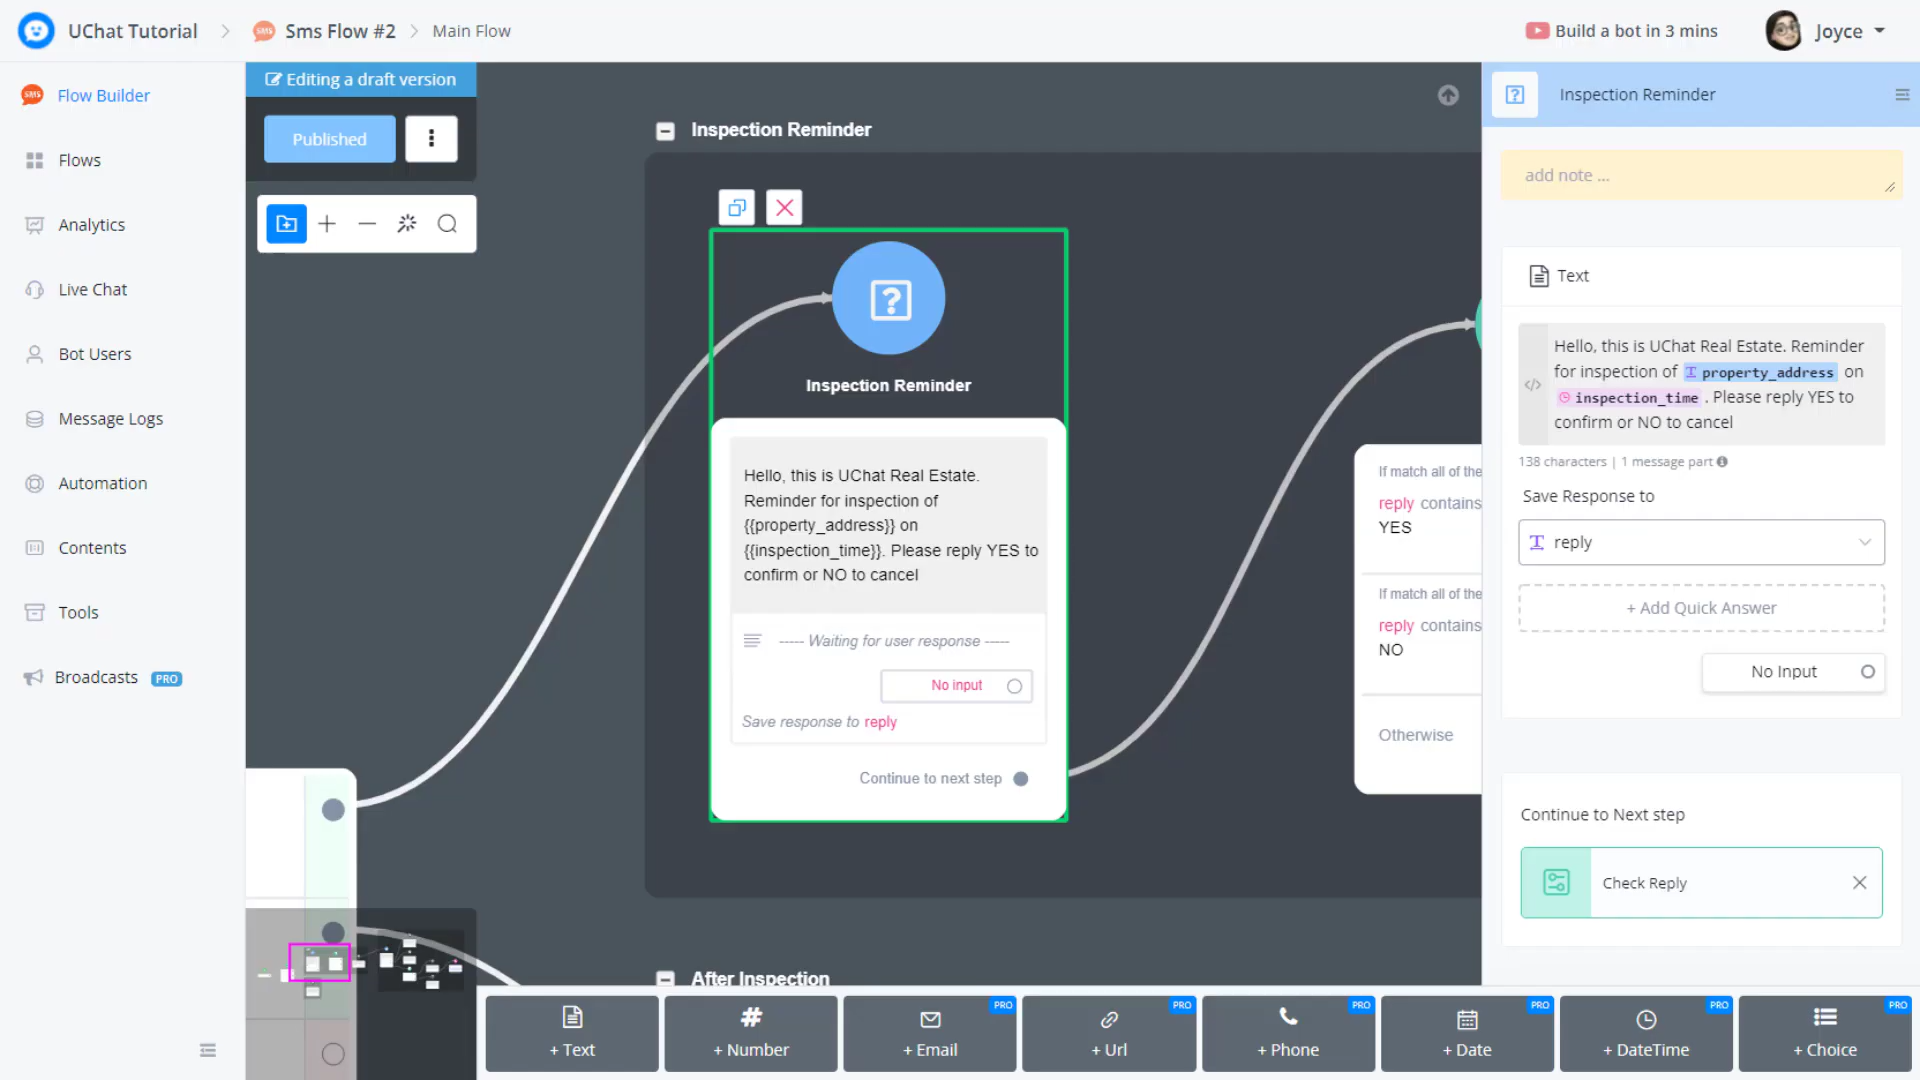 UChat Tutorial
Sms Flow #2
Main Flow
Build a bot in 3 mins
Joyce
SMS
Flow Builder
Flows
Analytics
Live Chat
Bot Users
Message Logs
Automation
Contents
Tools
Broadcasts PRO
Editing a draft version
Published
Inspection Reminder
Inspection Reminder
Hello, this is UChat Real Estate.
Reminder for inspection of
{{property_address}} on
{{inspection_time}}. Please reply YES to
confirm or NO to cancel
----- Waiting for user response -----
No input
Save response to reply
Continue to next step
If match all of the
reply contains
YES
If match all of the
reply contains
NO
Otherwise
After Inspection
Inspection Reminder
add note ...
Text
Hello, this is UChat Real Estate. Reminder
for inspection of property_address on
inspection_time . Please reply YES to
confirm or NO to cancel
138 characters | 1 message part
Save Response to
reply
+ Add Quick Answer
No Input
Continue to Next step
Check Reply
+ Text
+ Number
PRO
+ Email
PRO
+ Url
PRO
+ Phone
PRO
+ Date
PRO
+ DateTime
PRO
+ Choice